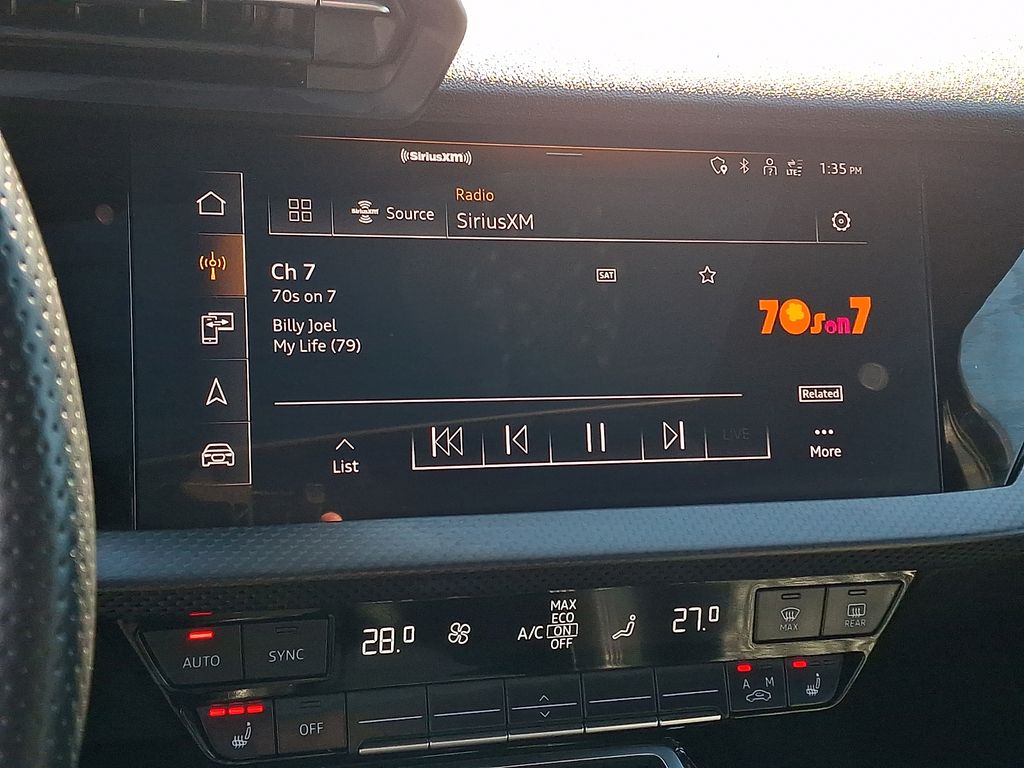 SiriusXM
LTE 1:35 PM
SiriusXM Source
Radio
SiriusXM
Ch 7
SAT
70s on 7
Billy Joel
My Life (79)
70s on 7
Related
List
LIVE
More
AUTO
SYNC
28.0
A/C
MAX
ECO
ON
OFF
27.0
MAX
REAR
OFF
A M